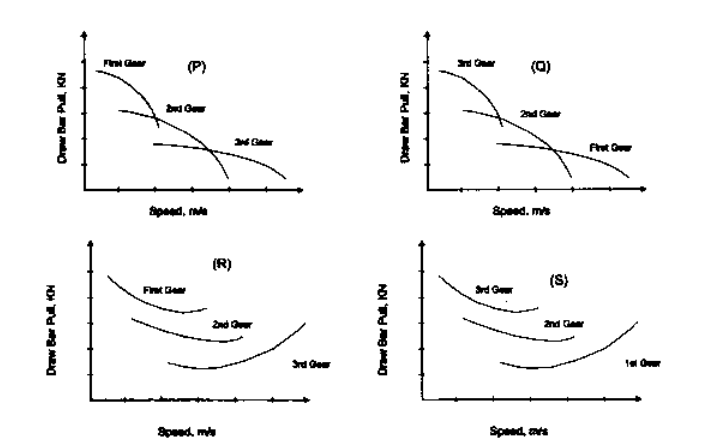 First Gear
(P)
2nd Gear
3rd Gear
Draw Bar Pull, KN
Speed, m/s
3rd Gear
(Q)
2nd Gear
First Gear
Draw Bar Pull, KN
Speed, m/s
(R)
First Gear
2nd Gear
3rd Gear
Draw Bar Pull, KN
Speed, m/s
(S)
3rd Gear
2nd Gear
1st Gear
Draw Bar Pull, KN
Speed, m/s